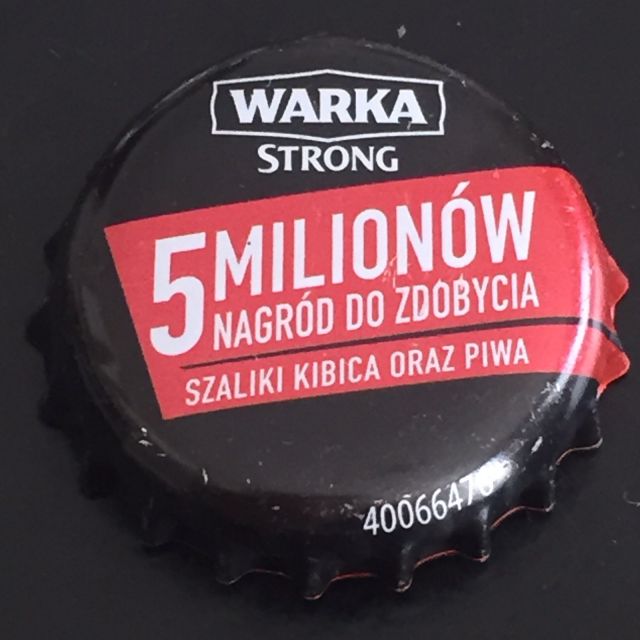 WARKA
STRONG
5 MILIONÓW
NAGRÓD DO ZDOBYCIA
SZALIKI KIBICA ORAZ PIWA